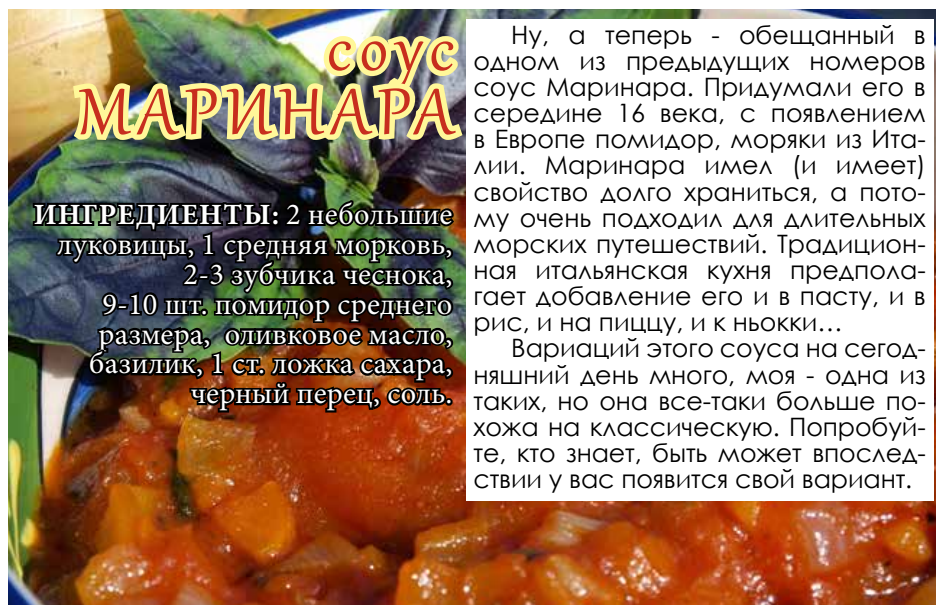 соус
МАРИНАРА
ИНГРЕДИЕНТЫ: 2 небольшие
луковицы, 1 средняя морковь,
2-3 зубчика чеснока,
9-10 шт. помидор среднего
размера, оливковое масло,
базилик, 1 ст. ложка сахара,
черный перец, соль.
Ну, а теперь - обещанный в
одном из предыдущих номеров
соус Маринара. Придумали его в
середине 16 века, с появлением
в Европе помидор, моряки из Ита-
лии. Маринара имел (и имеет)
свойство долго храниться, а пото-
му очень подходил для длительных
морских путешествий. Традицион-
ная итальянская кухня предпола-
гает добавление его и в пасту, и в
рис, и на пиццу, и к ньокки...
Вариаций этого соуса на сегод-
няшний день много, моя - одна из
таких, но она все-таки больше по-
хожа на классическую. Попробуй-
те, кто знает, быть может впослед-
ствии у вас появится свой вариант.